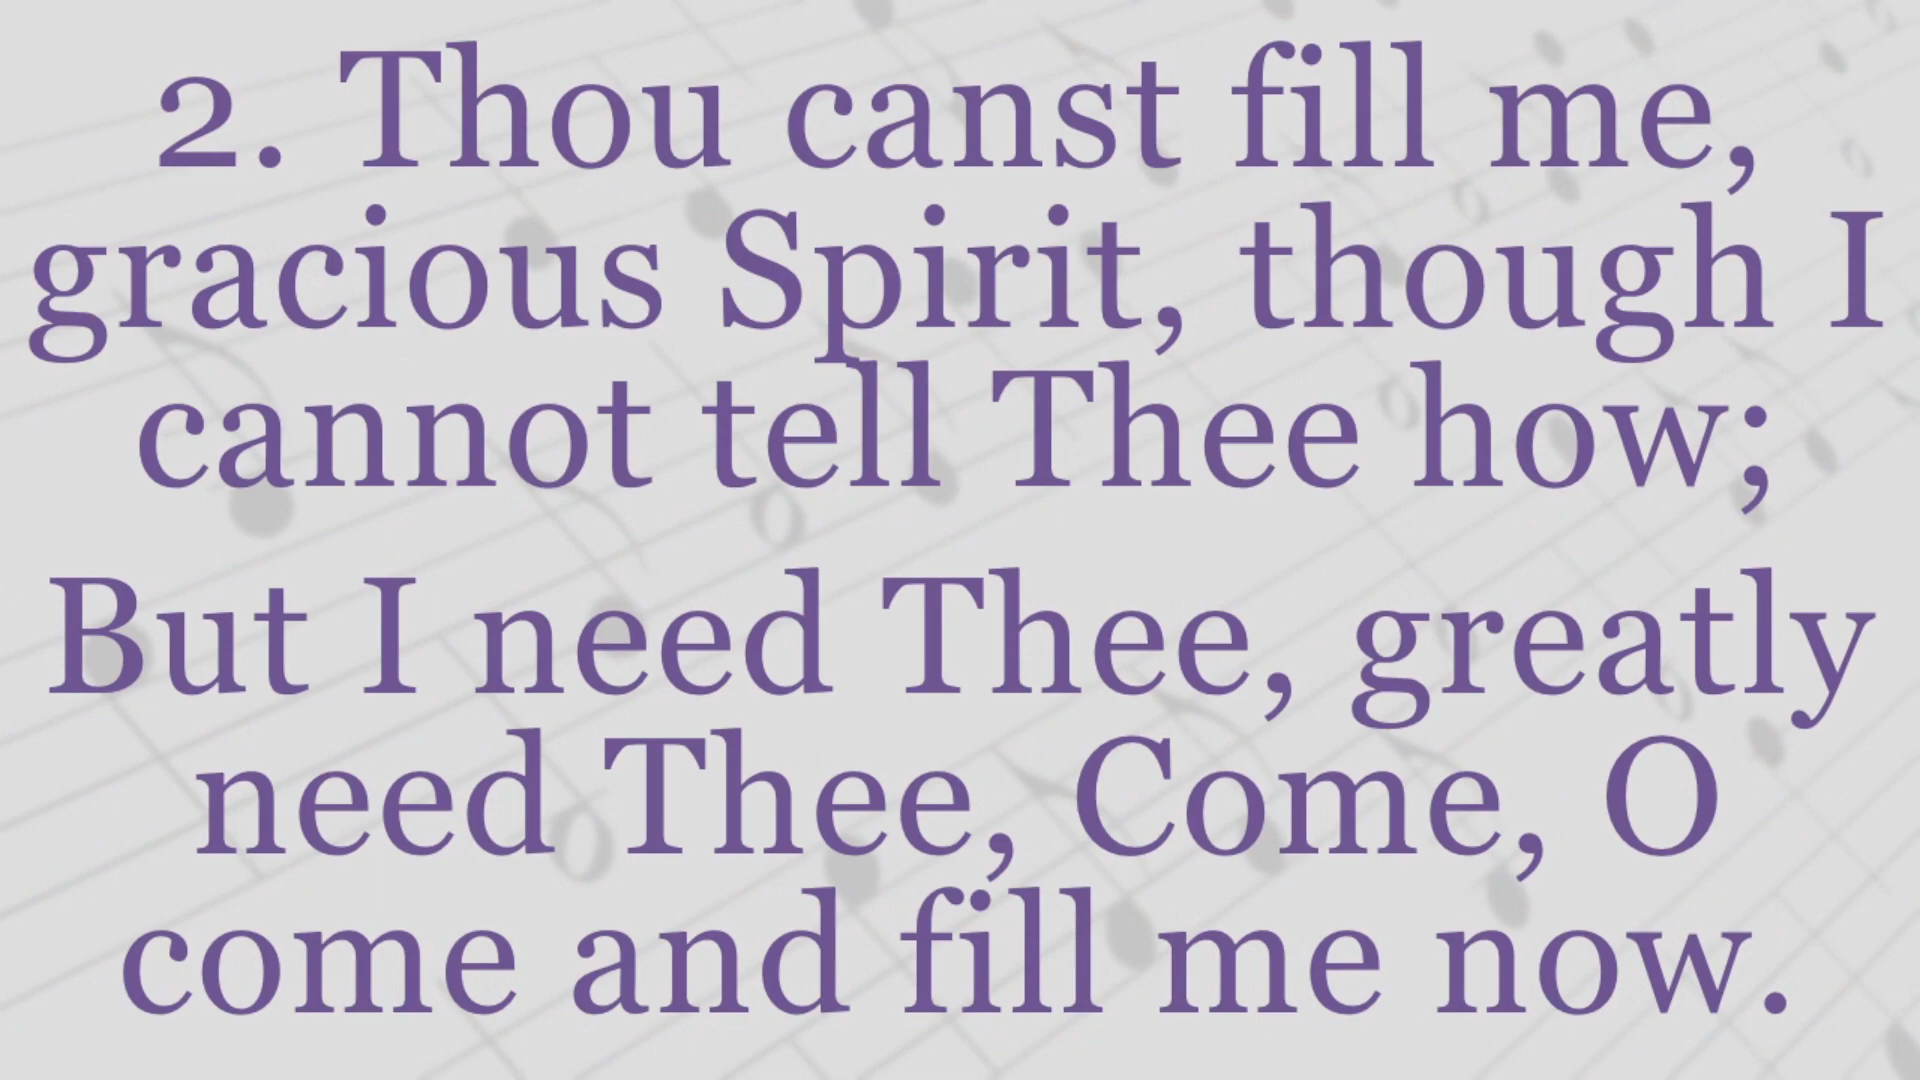 2. Thou canst fill me,
gracious Spirit, though I
cannot tell Thee how;
But I need Thee, greatly
need Thee, Come, O
come and fill me now.